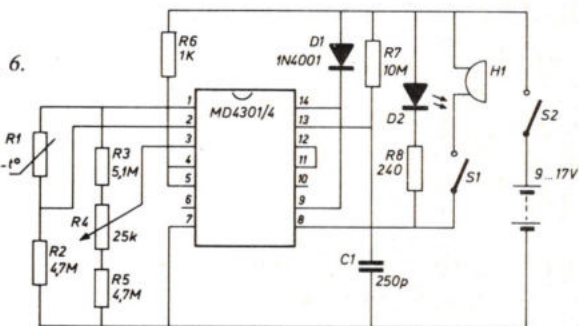 6.
R6
1K
D1
1N4001
R7
10M
H1
MD4301/4
D2
S2
R1
-t°
R3
5,1M
R4
25k
R2
4,7M
R5
4,7M
1
2
3
4
5
6
7
14
13
12
11
10
9
8
R8
240
S1
9...17V
C1
250p